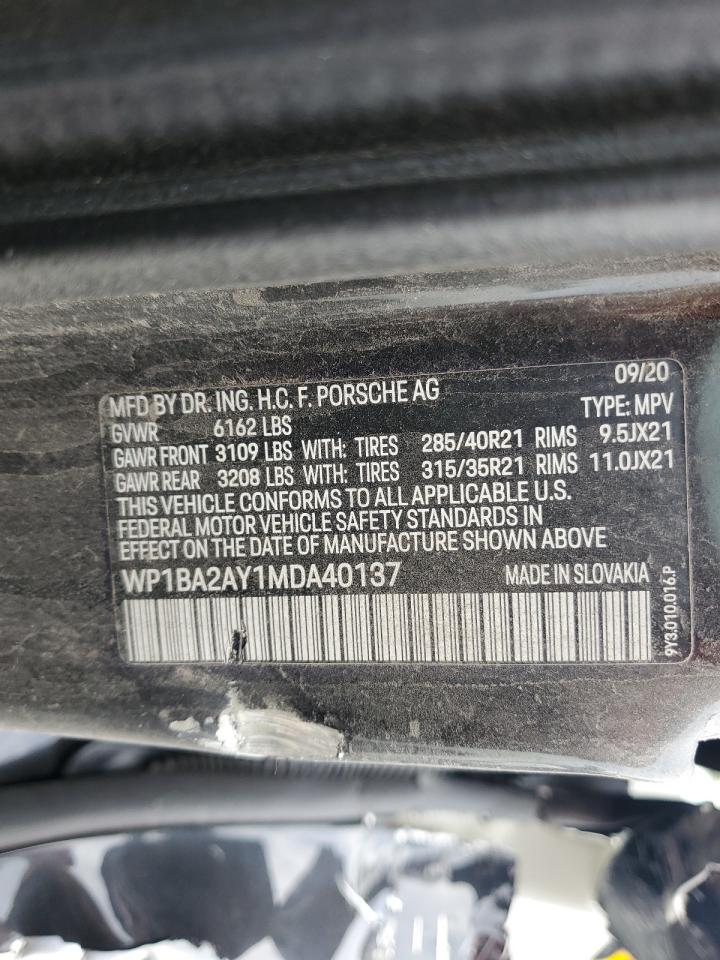 09/20
MFD BY DR. ING. H.C. F. PORSCHE AG TYPE: MPV
GVWR 6162 LBS
GAWR FRONT 3109 LBS WITH: TIRES 285/40R21 RIMS 9.5JX21
GAWR REAR 3208 LBS WITH: TIRES 315/35R21 RIMS 11.0JX21
THIS VEHICLE CONFORMS TO ALL APPLICABLE U.S.
FEDERAL MOTOR VEHICLE SAFETY STANDARDS IN
EFFECT ON THE DATE OF MANUFACTURE SHOWN ABOVE
WP1BA2AY1MDA40137 MADE IN SLOVAKIA
9Y3.010.016.P